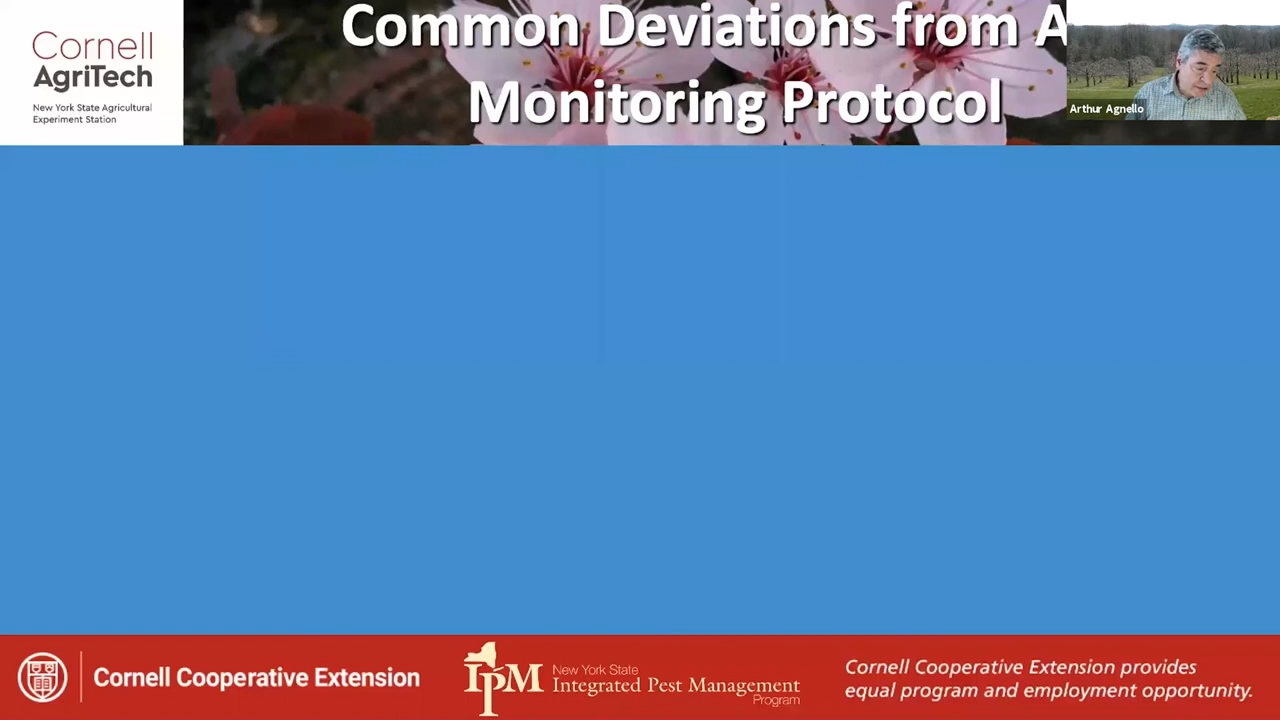 Cornell
AgriTech
New York State Agricultural
Experiment Station
Common Deviations from A
Monitoring Protocol
Arthur Agnello
Cornell Cooperative Extension
IPM
New York State
Integrated Pest Management
Program
Cornell Cooperative Extension provides
equal program and employment opportunity.